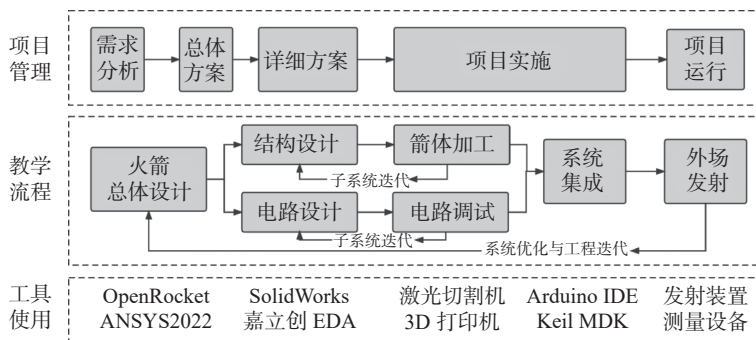 项目
管理
需求
分析
总体
方案
详细方案
项目实施
项目
运行
教学
流程
火箭
总体设计
结构设计
箭体加工
子系统迭代
电路设计
电路调试
子系统迭代
系统
集成
外场
发射
系统优化与工程迭代
工具
使用
OpenRocket
ANSYS2022
SolidWorks
嘉立创 EDA
激光切割机
3D 打印机
Arduino IDE
Keil MDK
发射装置
测量设备